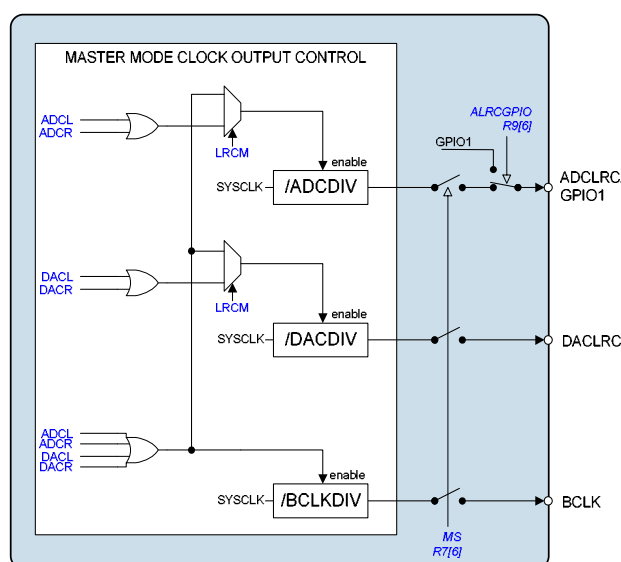 MASTER MODE CLOCK OUTPUT CONTROL
ADCL
ADCR
LRCM
enable
SYSCLK
/ADCDIV
GPIO1
ALRCGPIO
R9[6]
ADCLRC/
GPIO1
DACL
DACR
LRCM
enable
SYSCLK
/DACDIV
DACLRC
ADCL
ADCR
DACL
DACR
enable
SYSCLK
/BCLKDIV
BCLK
MS
R7[6]